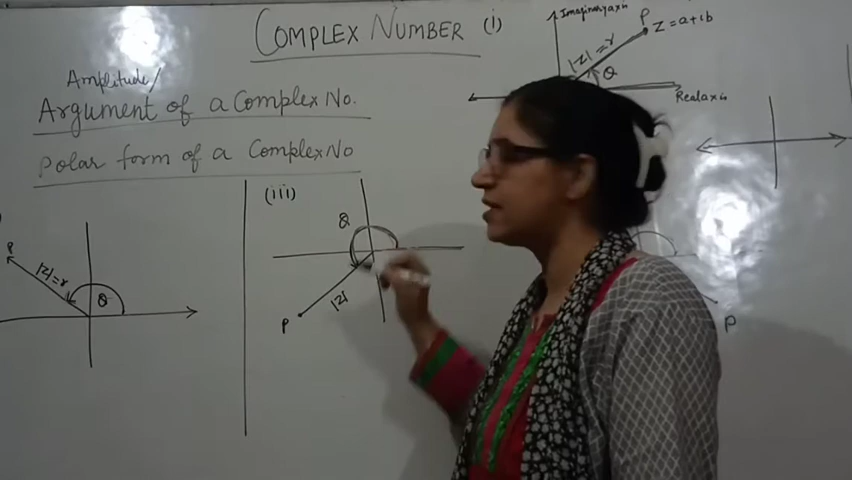 COMPLEX NUMBER
(i)
Imaginary axis
P
Z = a+ib
|Z| = r
θ
Real axis
Amplitude/
Argument of a Complex No.
Polar form of a Complex No
P
|Z|=r
θ
(iii)
θ
|Z|
P
P